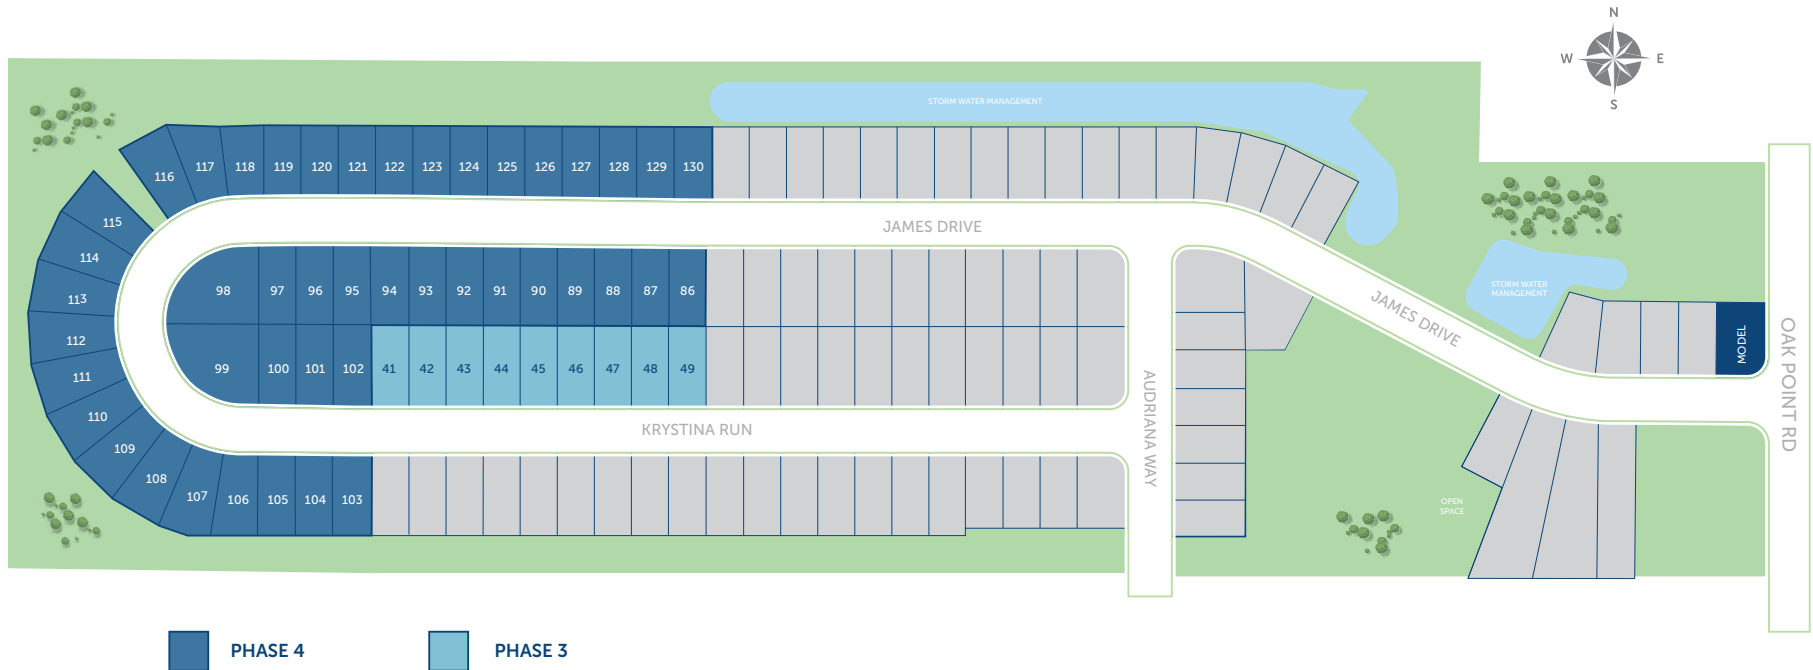 N
W E
S
STORM WATER MANAGEMENT
116 117 118 119 120 121 122 123 124 125 126 127 128 129 130
115
114
113
112
111
110
109
108
107
106 105 104 103
JAMES DRIVE
98 97 96 95 94 93 92 91 90 89 88 87 86
99 100 101 102 41 42 43 44 45 46 47 48 49
KRYSTINA RUN
AUDRIANA WAY
JAMES DRIVE
STORM WATER
MANAGEMENT
MODEL
OAK POINT RD
OPEN
SPACE
PHASE 4
PHASE 3